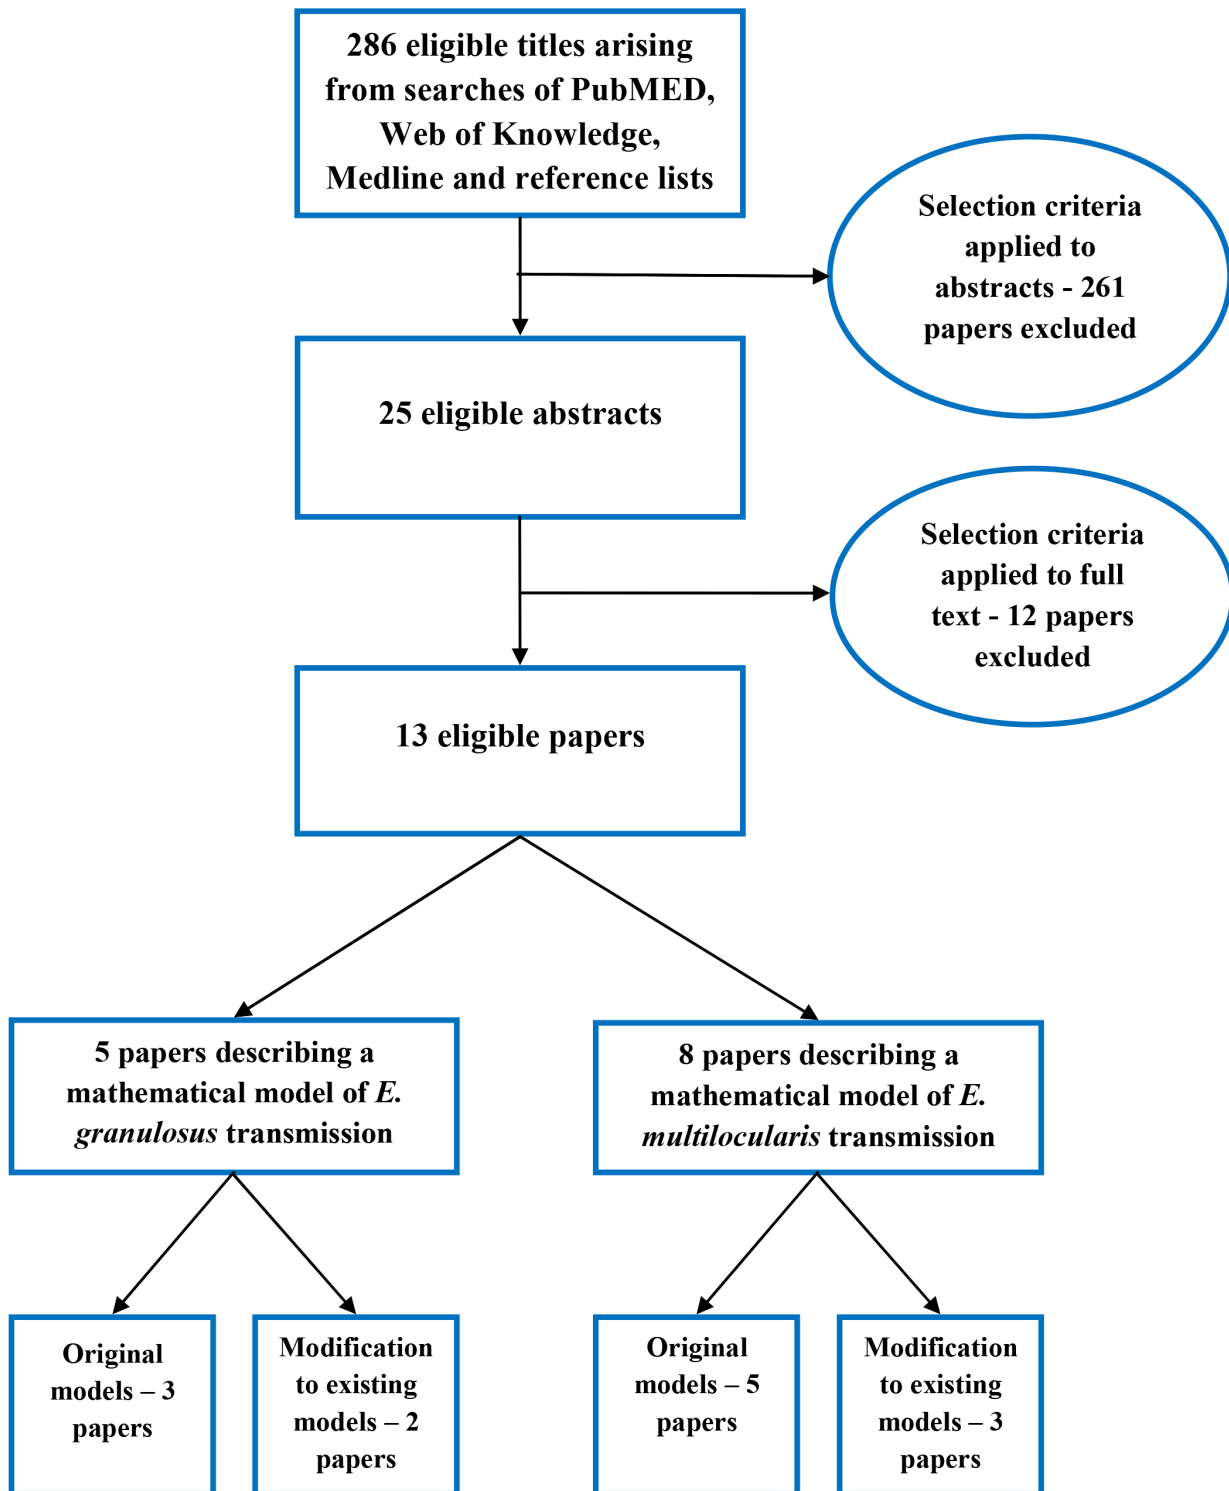 286 eligible titles arising
from searches of PubMED,
Web of Knowledge,
Medline and reference lists
Selection criteria
applied to
abstracts - 261
papers excluded
25 eligible abstracts
Selection criteria
applied to full
text - 12 papers
excluded
13 eligible papers
5 papers describing a
mathematical model of E.
granulosus transmission
8 papers describing a
mathematical model of E.
multilocularis transmission
Original
models – 3
papers
Modification
to existing
models – 2
papers
Original
models – 5
papers
Modification
to existing
models – 3
papers